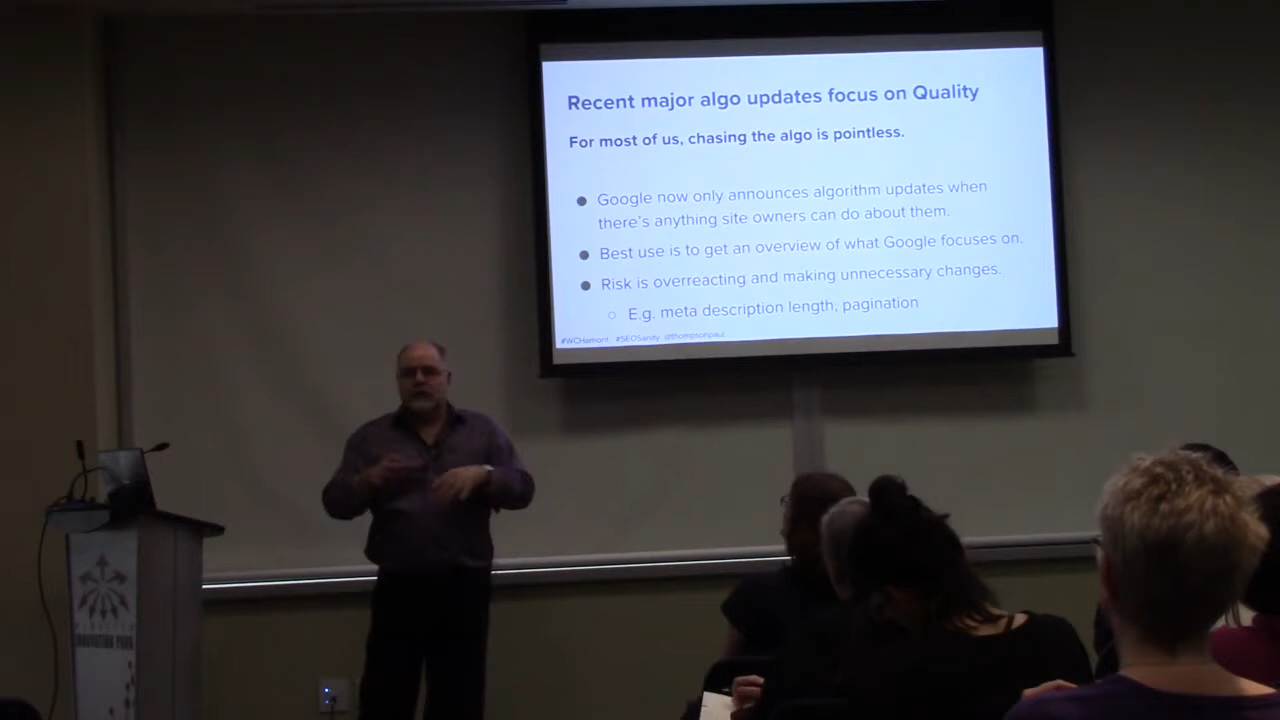 Recent major algo updates focus on Quality
For most of us, chasing the algo is pointless.
● Google now only announces algorithm updates when
there's anything site owners can do about them.
● Best use is to get an overview of what Google focuses on.
● Risk is overreacting and making unnecessary changes.
○ E.g. meta description length, pagination
#WCHamont #SEOSanity @thompsonpaul
INNOVATION PARK